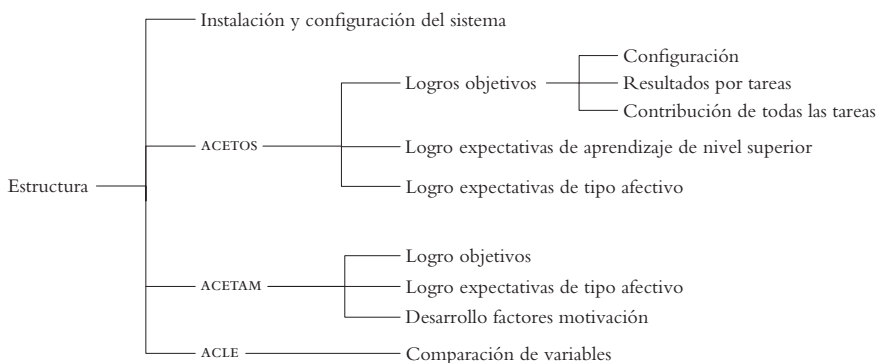 Instalación y configuración del sistema
Configuración
Logros objetivos
Resultados por tareas
Contribución de todas las tareas
ACETOS
Logro expectativas de aprendizaje de nivel superior
Estructura
Logro expectativas de tipo afectivo
Logro objetivos
ACETAM
Logro expectativas de tipo afectivo
Desarrollo factores motivación
ACLE
Comparación de variables